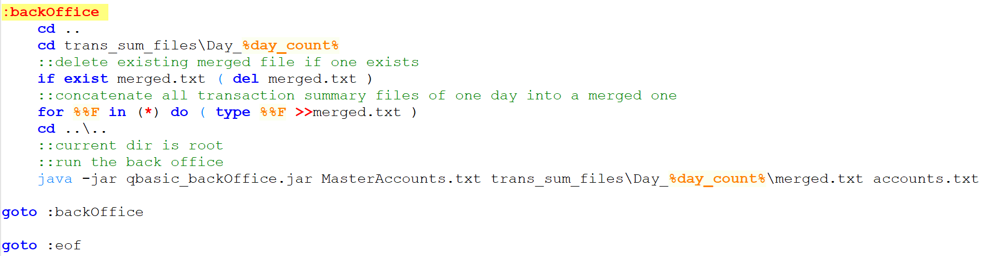 :backOffice
cd ..
cd trans_sum_files\Day_%day_count%
::delete existing merged file if one exists
if exist merged.txt ( del merged.txt )
::concatenate all transaction summary files of one day into a merged one
for %%F in (*) do ( type %%F >>merged.txt )
cd ..\..
::current dir is root
::run the back office
java -jar qbasic_backOffice.jar MasterAccounts.txt trans_sum_files\Day_%day_count%\merged.txt accounts.txt
goto :backOffice
goto :eof